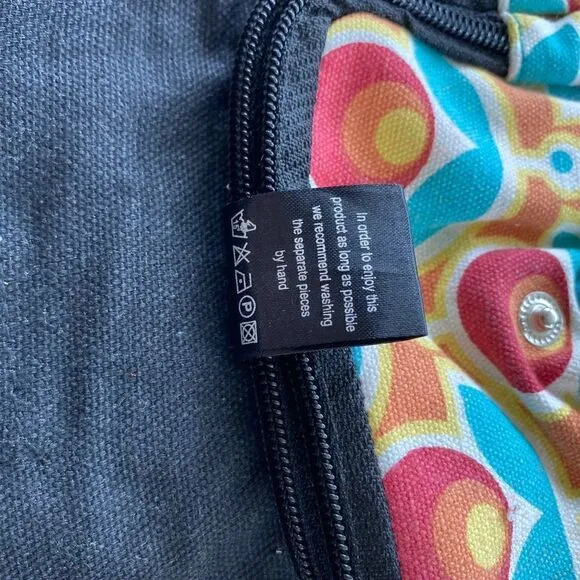 In order to enjoy this
product as long as possible
we recommend washing
the separate pieces
by hand
P